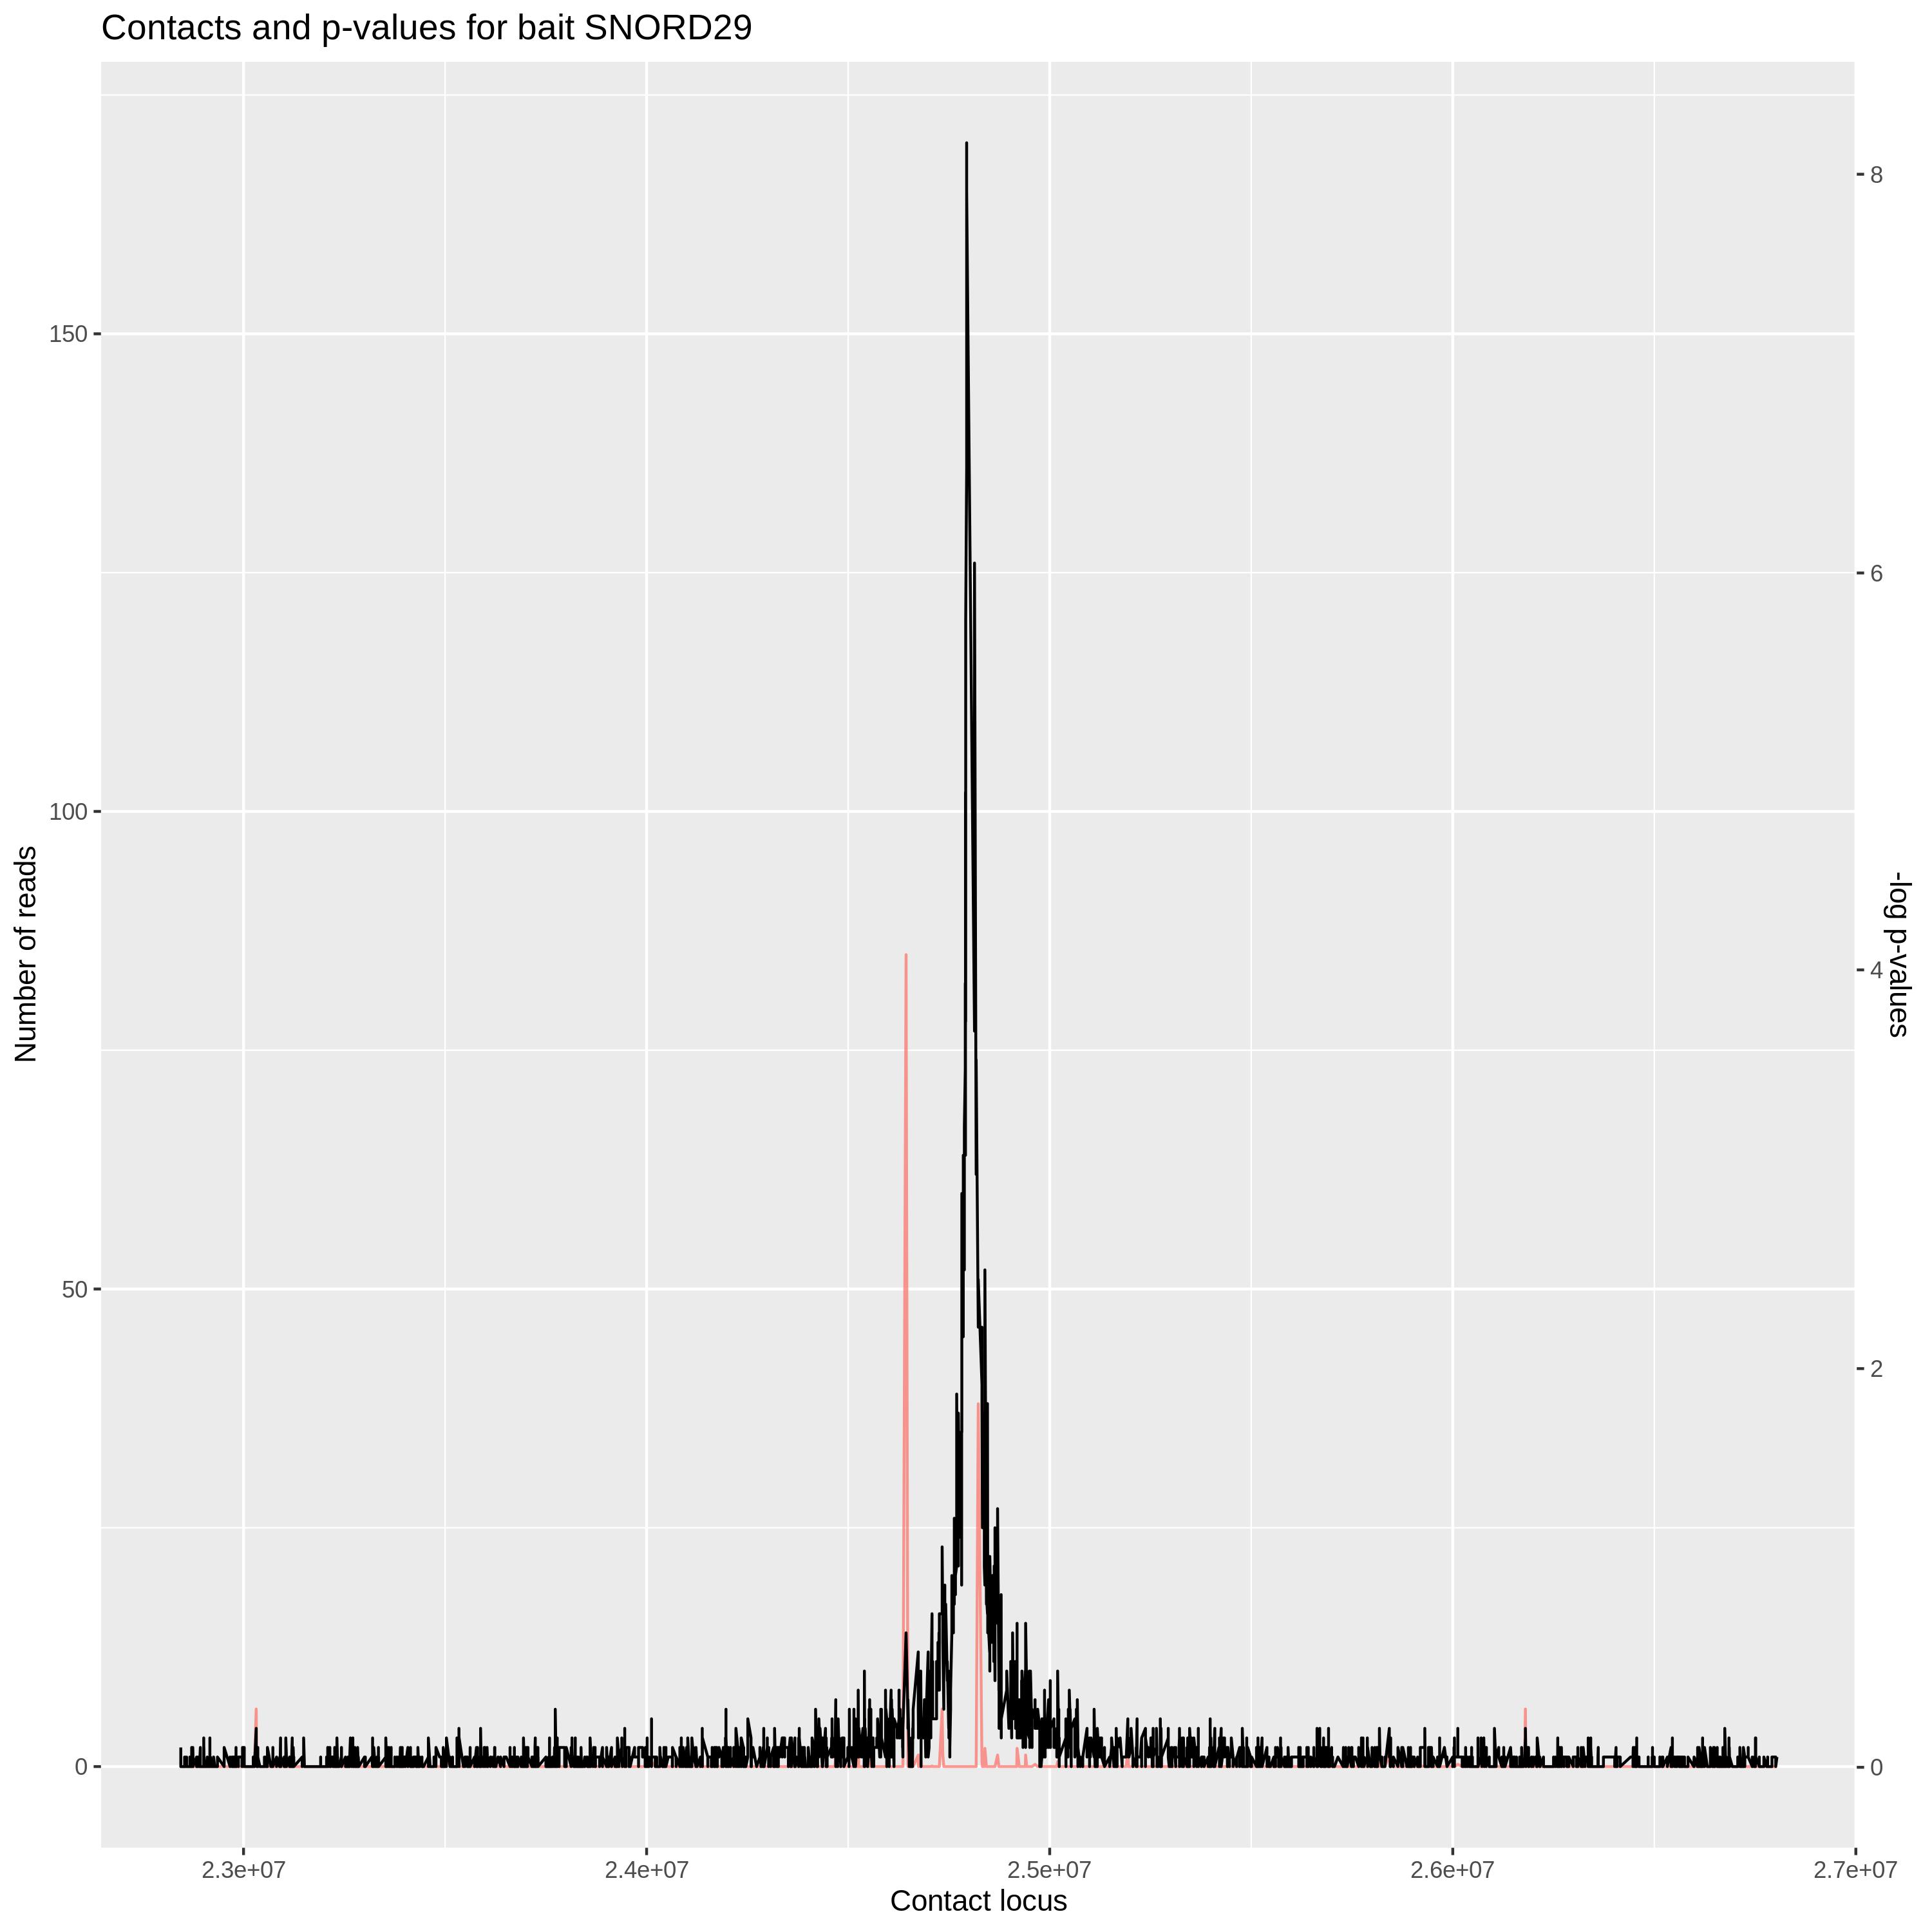 Contacts and p-values for bait SNORD29
Number of reads
150
100
50
0
8
6
4
2
0
-log p-values
2.3e+07
2.4e+07
2.5e+07
2.6e+07
2.7e+07
Contact locus